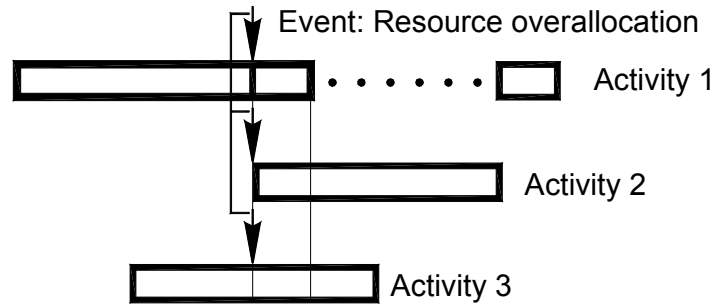 Event: Resource overallocation
Activity 1
Activity 2
Activity 3